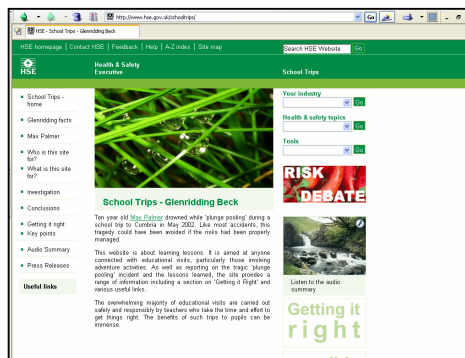 http://www.hse.gov.uk/schooltrips/
Go
HSE - School Trips - Glenridding Beck
HSE homepage | Contact HSE | Feedback | Help | A-Z index | Site map
Search HSE Website
Go
HSE
Health & Safety
Executive
School Trips
School Trips -
home
Glenridding facts
Max Palmer
Who is this site
for?
What is this site
for?
Investigation
Conclusions
Getting it right
Key points
Audio Summary
Press Releases
Useful links
School Trips - Glenridding Beck
Ten year old Max Palmer drowned while 'plunge pooling' during a
school trip to Cumbria in May 2002. Like most accidents, this
tragedy could have been avoided if the risks had been properly
managed.
This website is about learning lessons. It is aimed at anyone
connected with educational visits, particularly those involving
adventure activities. As well as reporting on the tragic 'plunge
pooling' incident and the lessons learned, the site provides a
range of information including a section on 'Getting it Right' and
various useful links.
The overwhelming majority of educational visits are carried out
safely and responsibly by teachers who take the time and effort to
get things right. The benefits of such trips to pupils can be
immense.
Your industry
Go
Health & safety topics
Go
Tools
Go
RISK
DEBATE
Listen to the audio
summary
Getting it
right